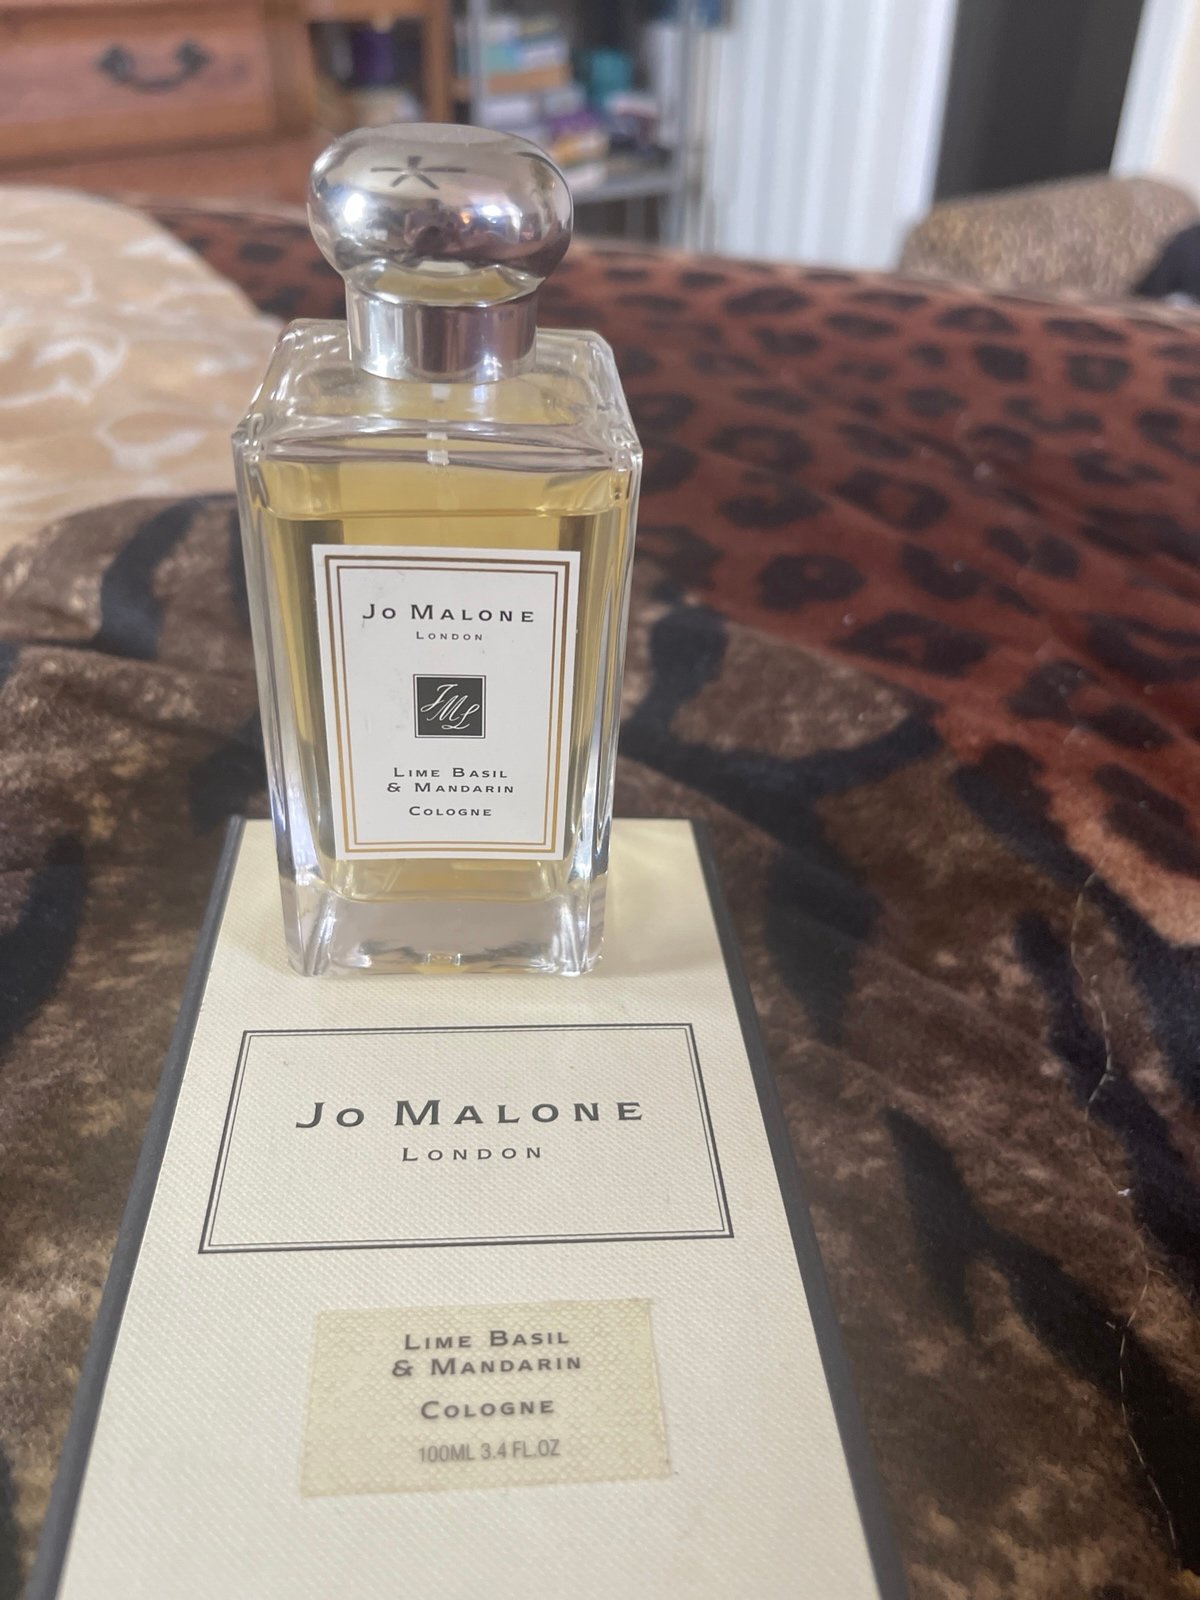 Jo Malone
London
JML
Lime Basil
& Mandarin
Cologne
Jo Malone
London
Lime Basil
& Mandarin
Cologne
100ML 3.4 FL.OZ